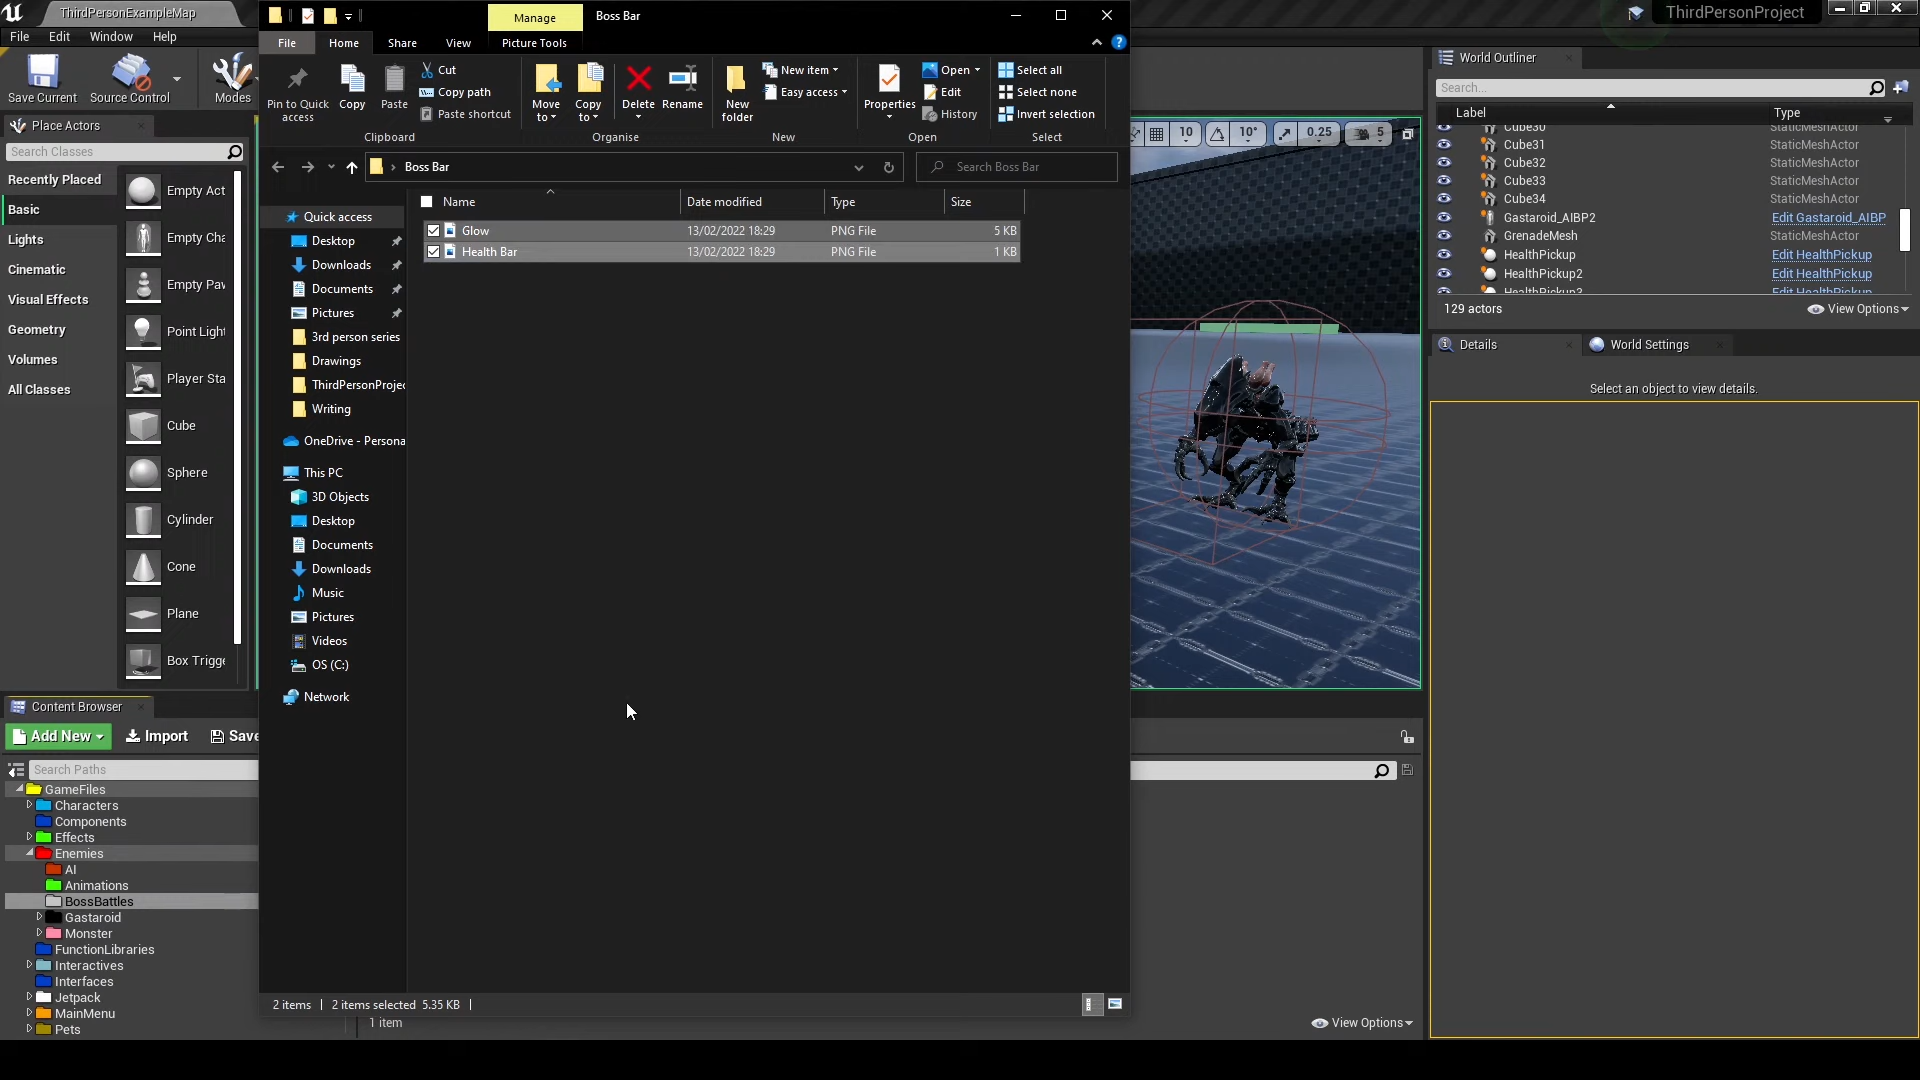 ThirdPersonExampleMap
File Edit Window Help
Save Current
Source Control
Modes
Place Actors
Search Classes
Recently Placed
Basic
Lights
Cinematic
Visual Effects
Geometry
Volumes
All Classes
Empty Act
Empty Cha
Empty Pav
Point Light
Player Sta
Cube
Sphere
Cylinder
Cone
Plane
Box Trigge
Manage
Boss Bar
File Home Share View Picture Tools
Pin to Quick access
Copy
Paste
Cut
Copy path
Paste shortcut
Clipboard
Move to
Copy to
Delete
Rename
Organise
New folder
New item
Easy access
New
Properties
Open
Edit
History
Open
Select all
Select none
Invert selection
Select
Boss Bar
Search Boss Bar
Name Date modified Type Size
Glow 13/02/2022 18:29 PNG File 5 KB
Health Bar 13/02/2022 18:29 PNG File 1 KB
Quick access
Desktop
Downloads
Documents
Pictures
3rd person series
Drawings
ThirdPersonProjec
Writing
OneDrive - Persona
This PC
3D Objects
Desktop
Documents
Downloads
Music
Pictures
Videos
OS (C:)
Network
2 items 2 items selected 5.35 KB
10 10° 0.25 5
ThirdPersonProject
World Outliner
Search...
Label Type
Cube30 StaticMeshActor
Cube31 StaticMeshActor
Cube32 StaticMeshActor
Cube33 StaticMeshActor
Cube34 StaticMeshActor
Gastaroid_AIBP2 Edit Gastaroid_AIBP
GrenadeMesh StaticMeshActor
HealthPickup Edit HealthPickup
HealthPickup2 Edit HealthPickup
HealthPickup3 Edit HealthPickup
129 actors View Options
Details World Settings
Select an object to view details.
Content Browser
Add New Import Save
Search Paths
GameFiles
Characters
Components
Effects
Enemies
AI
Animations
BossBattles
Gastaroid
Monster
FunctionLibraries
Interactives
Interfaces
Jetpack
MainMenu
Pets
1 item
View Options